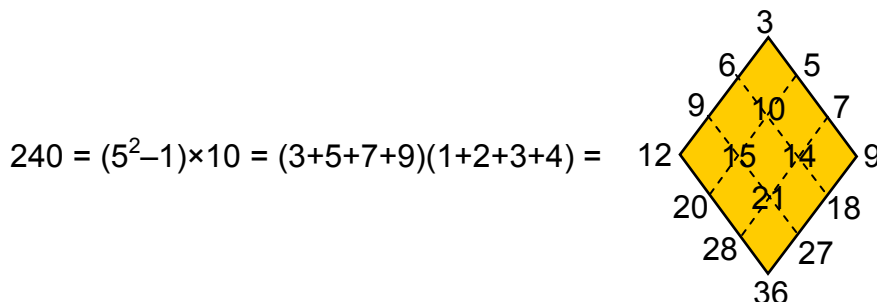 3
6 5
9 10 7
240 = (5²–1)×10 = (3+5+7+9)(1+2+3+4) = 12 15 14 9
20 21 18
28 27
36